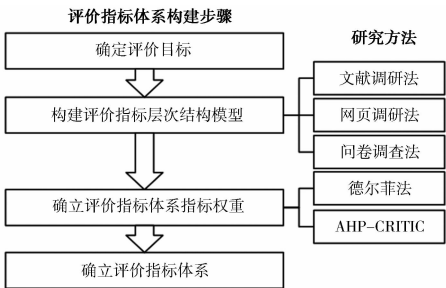 评价指标体系构建步骤
确定评价目标
构建评价指标层次结构模型
确立评价指标体系指标权重
确立评价指标体系
研究方法
文献调研法
网页调研法
问卷调查法
德尔菲法
AHP-CRITIC